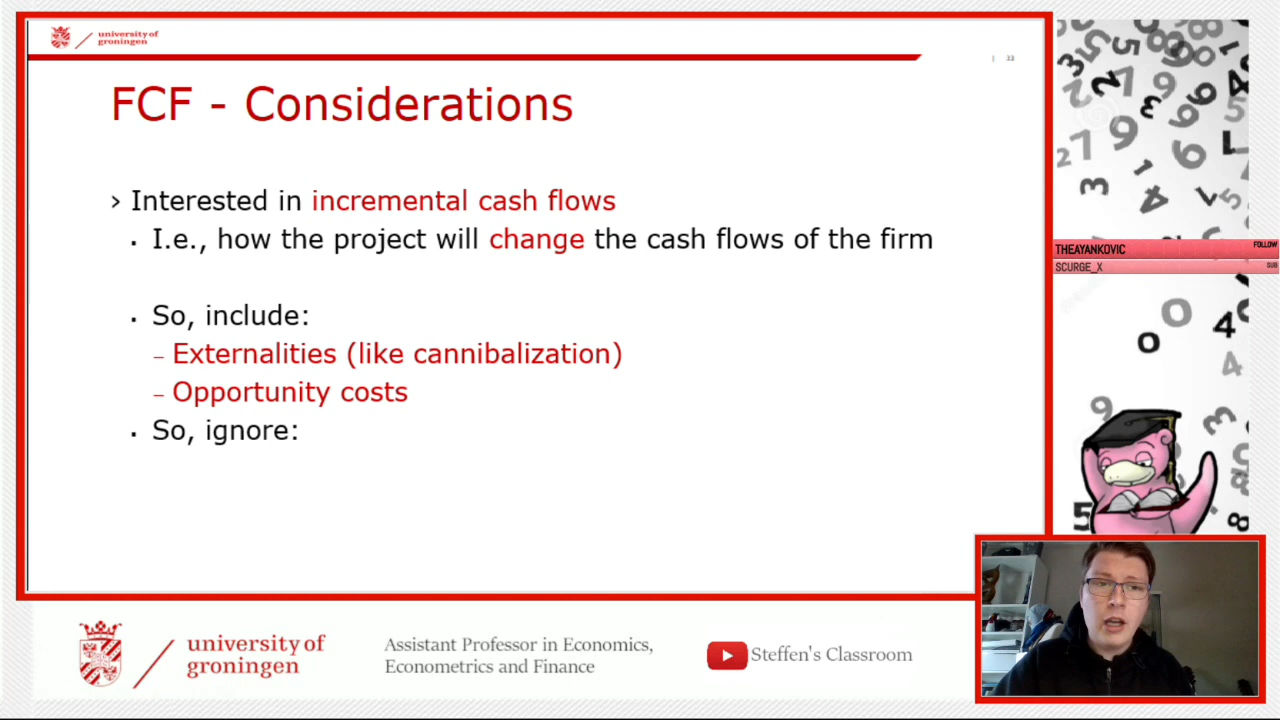 university of
groningen
| 33
FCF - Considerations
› Interested in incremental cash flows
▪ I.e., how the project will change the cash flows of the firm
▪ So, include:
– Externalities (like cannibalization)
– Opportunity costs
▪ So, ignore:
THEAYANKOVIC FOLLOW
SCURGE_X SUB
university of
groningen
Assistant Professor in Economics,
Econometrics and Finance
Steffen's Classroom